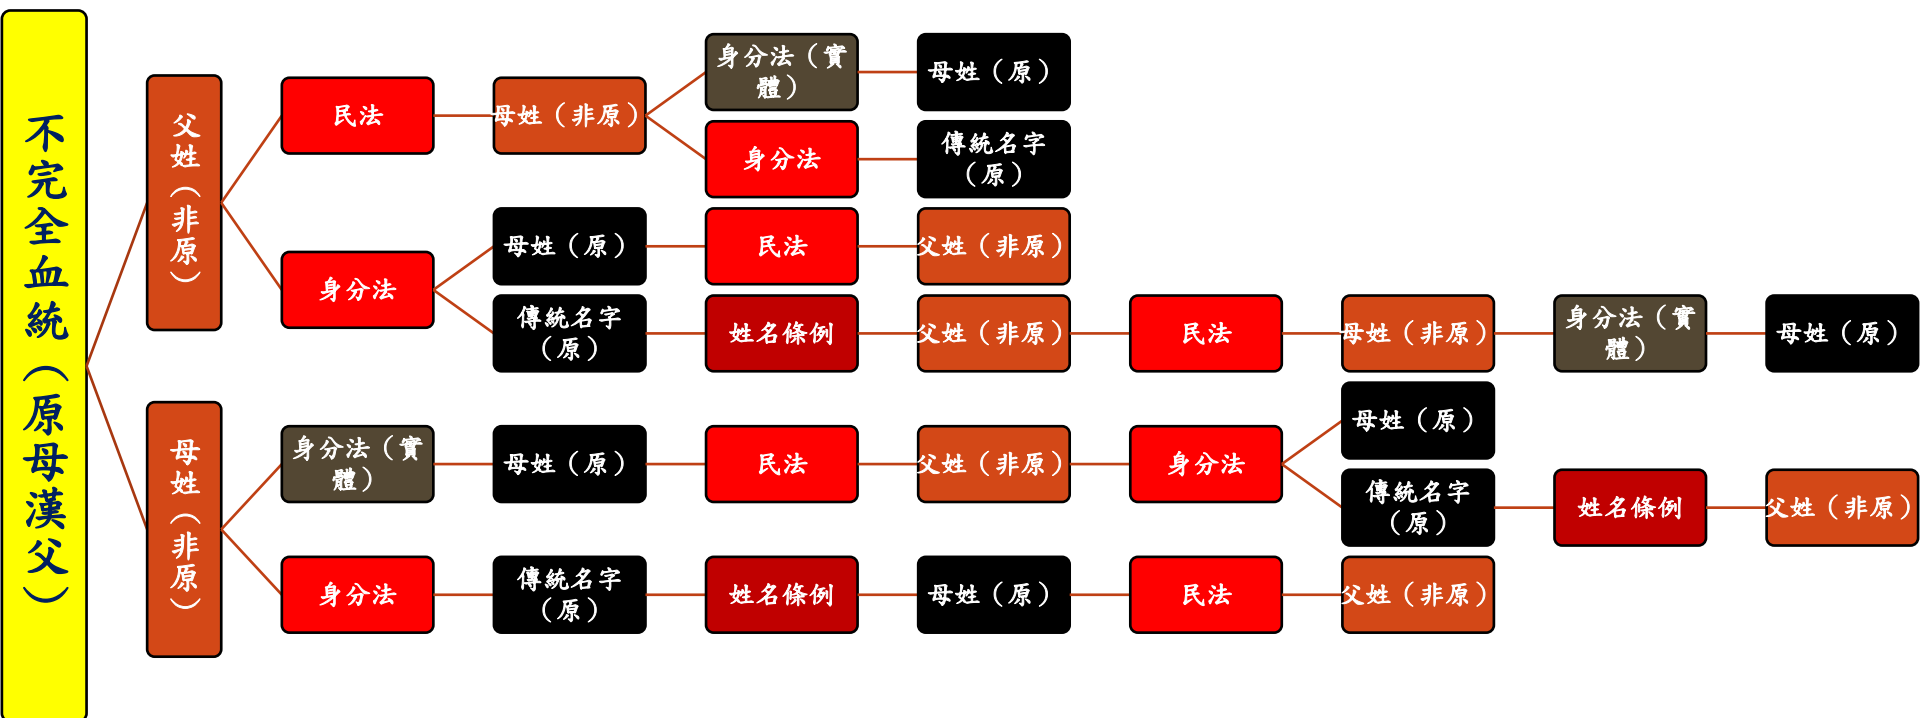 不完全血統（原母漢父）
父姓（非原）
民法
母姓（非原）
身分法（實
體）
母姓（原）
身分法
傳統名字
（原）
身分法
母姓（原）
民法
父姓（非原）
傳統名字
（原）
姓名條例
父姓（非原）
民法
母姓（非原）
身分法（實
體）
母姓（原）
母姓（非原）
身分法（實
體）
母姓（原）
民法
父姓（非原）
身分法
母姓（原）
傳統名字
（原）
姓名條例
父姓（非原）
身分法
傳統名字
（原）
姓名條例
母姓（原）
民法
父姓（非原）